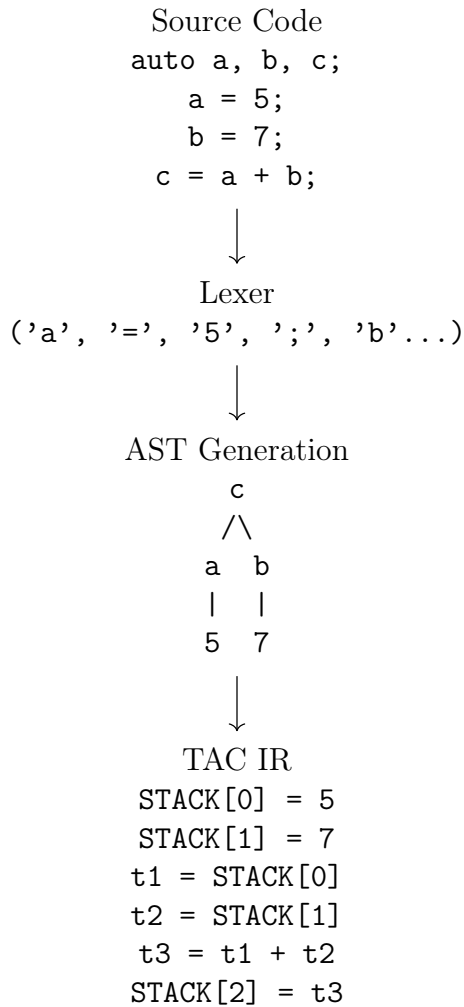 Source Code
auto a, b, c;
a = 5;
b = 7;
c = a + b;
Lexer
(’a’, ’=’, ’5’, ’;’, ’b’...)
AST Generation
c
/\
a b
| |
5 7
TAC IR
STACK[0] = 5
STACK[1] = 7
t1 = STACK[0]
t2 = STACK[1]
t3 = t1 + t2
STACK[2] = t3